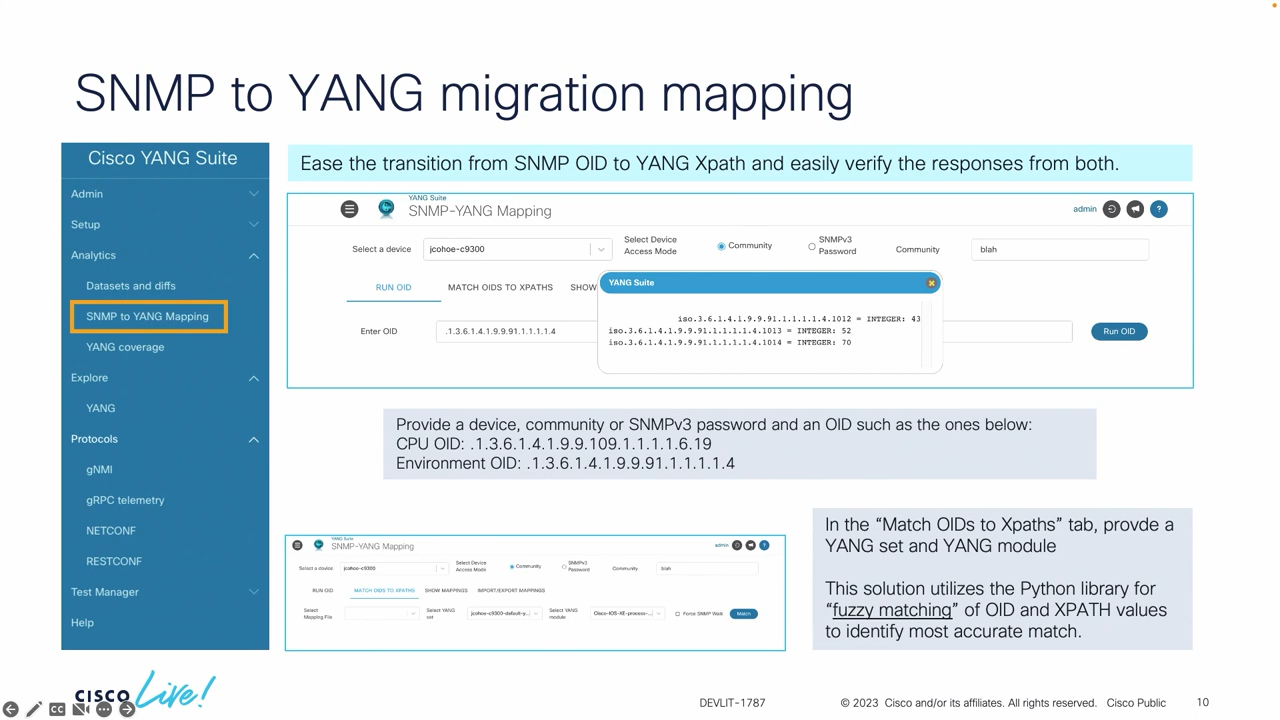 SNMP to YANG migration mapping
Cisco YANG Suite
Admin
Setup
Analytics
Datasets and diffs
SNMP to YANG Mapping
YANG coverage
Explore
YANG
Protocols
gNMI
gRPC telemetry
NETCONF
RESTCONF
Test Manager
Help
Ease the transition from SNMP OID to YANG Xpath and easily verify the responses from both.
YANG Suite
SNMP-YANG Mapping
admin
?
Select a device
jcohoe-c9300
Select Device
Access Mode
Community
SNMPv3
Password
Community
blah
RUN OID
MATCH OIDS TO XPATHS
SHOW
YANG Suite
iso.3.6.1.4.1.9.9.91.1.1.1.1.4.1012 = INTEGER: 43
iso.3.6.1.4.1.9.9.91.1.1.1.1.4.1013 = INTEGER: 52
iso.3.6.1.4.1.9.9.91.1.1.1.1.4.1014 = INTEGER: 70
Enter OID
.1.3.6.1.4.1.9.9.91.1.1.1.1.4
Run OID
Provide a device, community or SNMPv3 password and an OID such as the ones below:
CPU OID: .1.3.6.1.4.1.9.9.109.1.1.1.1.6.19
Environment OID: .1.3.6.1.4.1.9.9.91.1.1.1.1.4
YANG Suite
SNMP-YANG Mapping
admin
?
Select a device
jcohoe-c9300
Select Device
Access Mode
Community
SNMPv3
Password
Community
blah
RUN OID
MATCH OIDS TO XPATHS
SHOW MAPPINGS
IMPORT/EXPORT MAPPINGS
Select
Mapping File
Select YANG
set
jcohoe-c9300-default-y...
Select YANG
module
Cisco-IOS-XE-process-...
Force SNMP Walk
Match
In the “Match OIDs to Xpaths” tab, provde a
YANG set and YANG module
This solution utilizes the Python library for
“fuzzy matching” of OID and XPATH values
to identify most accurate match.
CISCO Live!
CC
DEVLIT-1787
© 2023 Cisco and/or its affiliates. All rights reserved. Cisco Public
10